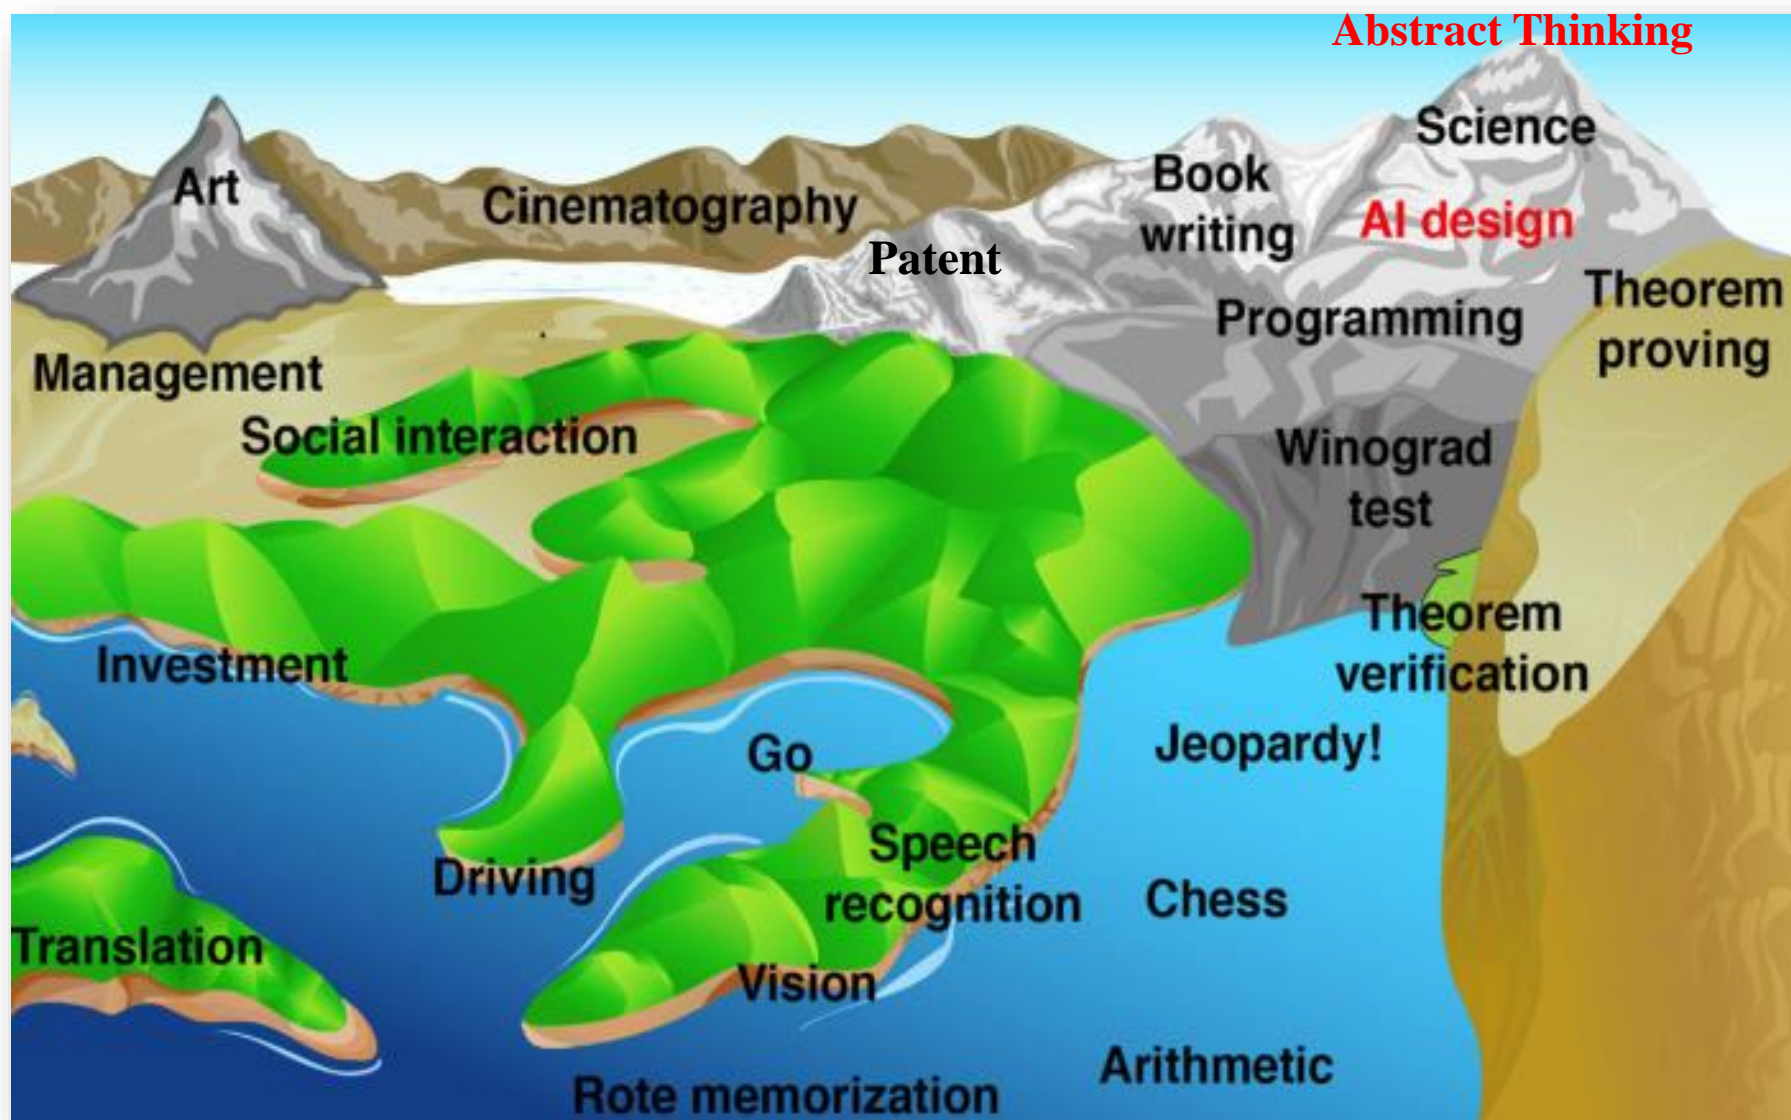 Abstract Thinking
Science
Art
Book
writing
Cinematography
AI design
Patent
Theorem
proving
Programming
Management
Social interaction
Winograd
test
Theorem
verification
Investment
Jeopardy!
Go
Speech
recognition
Driving
Chess
Translation
Vision
Arithmetic
Rote memorization